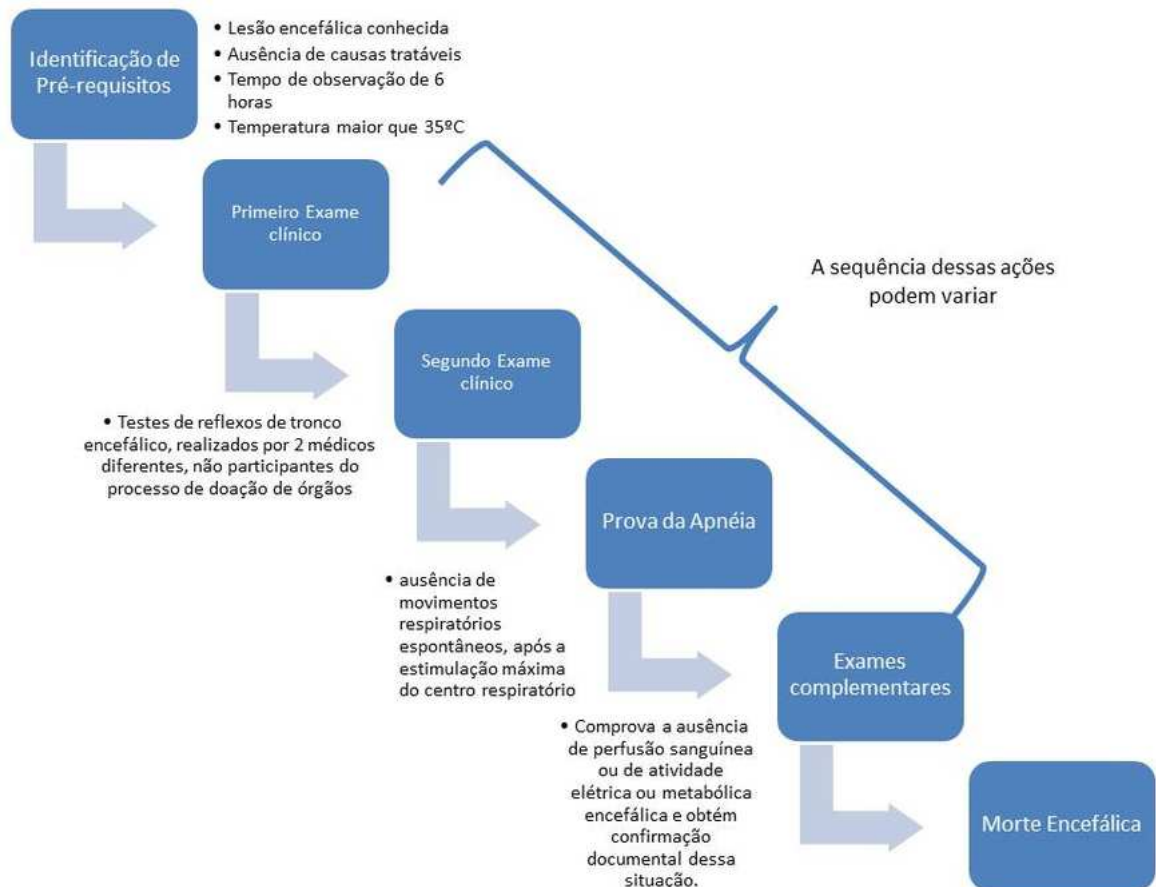 Identificação de
Pré-requisitos
• Lesão encefálica conhecida
• Ausência de causas tratáveis
• Tempo de observação de 6
horas
• Temperatura maior que 35ºC
Primeiro Exame
clínico
A sequência dessas ações
podem variar
Segundo Exame
clínico
• Testes de reflexos de tronco
encefálico, realizados por 2 médicos
diferentes, não participantes do
processo de doação de órgãos
Prova da Apnéia
• ausência de
movimentos
respiratórios
espontâneos, após a
estimulação máxima
do centro respiratório
Exames
complementares
• Comprova a ausência
de perfusão sanguínea
ou de atividade
elétrica ou metabólica
encefálica e obtém
confirmação
documental dessa
situação.
Morte Encefálica